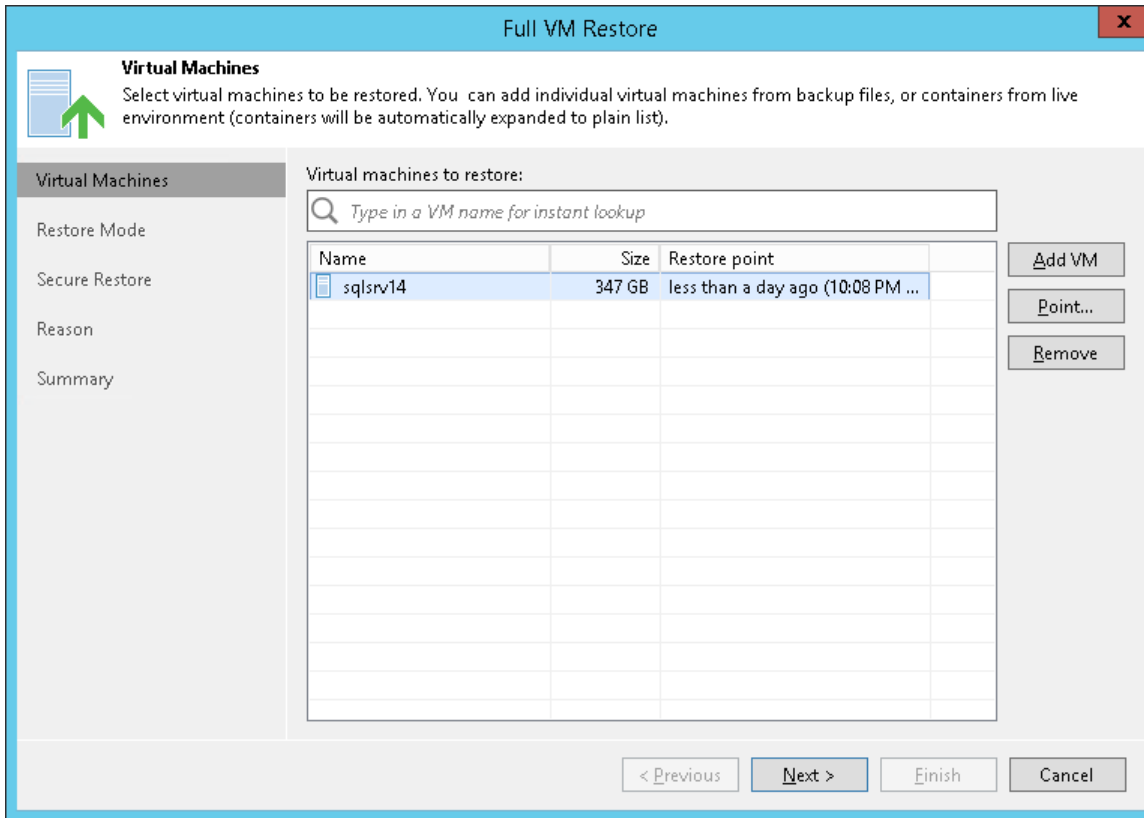 Full VM Restore
x
Virtual Machines
Select virtual machines to be restored. You can add individual virtual machines from backup files, or containers from live
environment (containers will be automatically expanded to plain list).
Virtual Machines
Restore Mode
Secure Restore
Reason
Summary
Virtual machines to restore:
Type in a VM name for instant lookup
Name Size Restore point
sqlsrv14 347 GB less than a day ago (10:08 PM ...
Add VM
Point...
Remove
< Previous Next > Finish Cancel